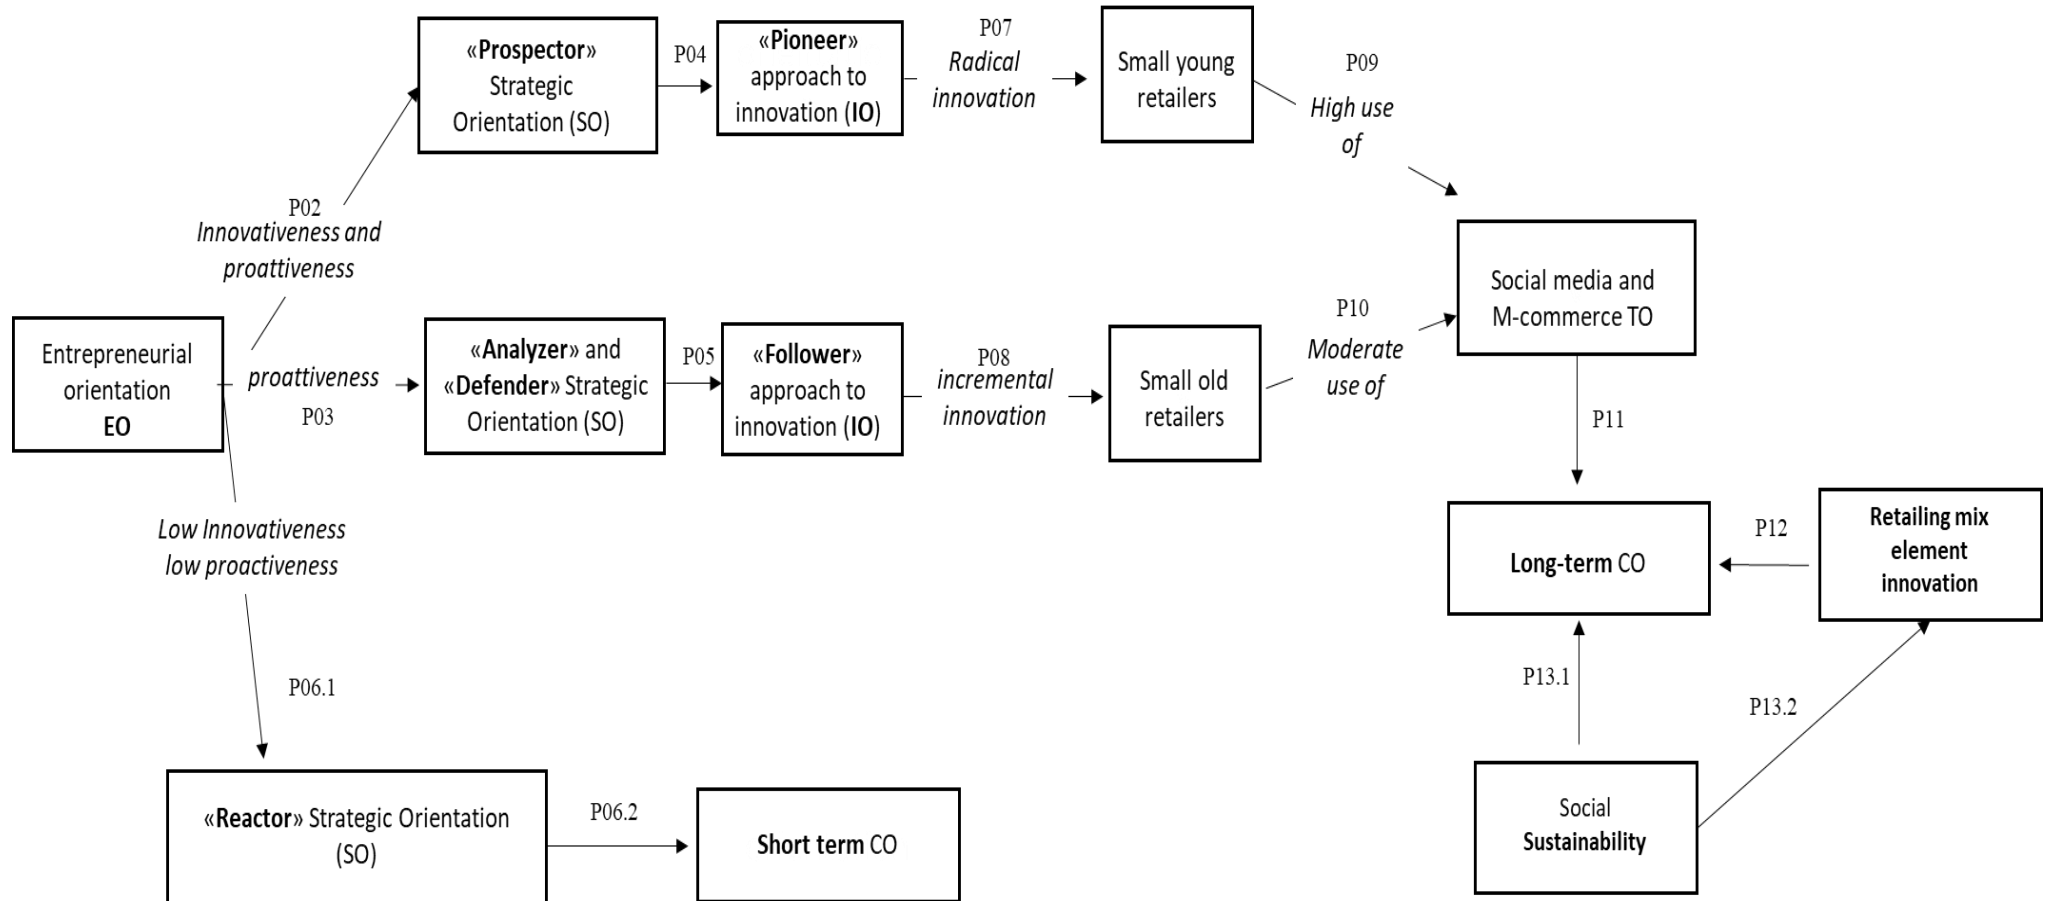 «Prospector»
Strategic
Orientation (SO)
P04
«Pioneer»
approach to
innovation (IO)
P07
Radical
innovation
Small young
retailers
P09
High use
of
P02
Innovativeness and
proattiveness
Social media and
M-commerce TO
Entrepreneurial
orientation
EO
proattiveness
P03
«Analyzer» and
«Defender» Strategic
Orientation (SO)
P05
«Follower»
approach to
innovation (IO)
P08
incremental
innovation
Small old
retailers
P10
Moderate
use of
P11
Low Innovativeness
low proactiveness
Long-term CO
P12
Retailing mix
element
innovation
P06.1
P13.1
P13.2
«Reactor» Strategic Orientation
(SO)
P06.2
Short term CO
Social
Sustainability